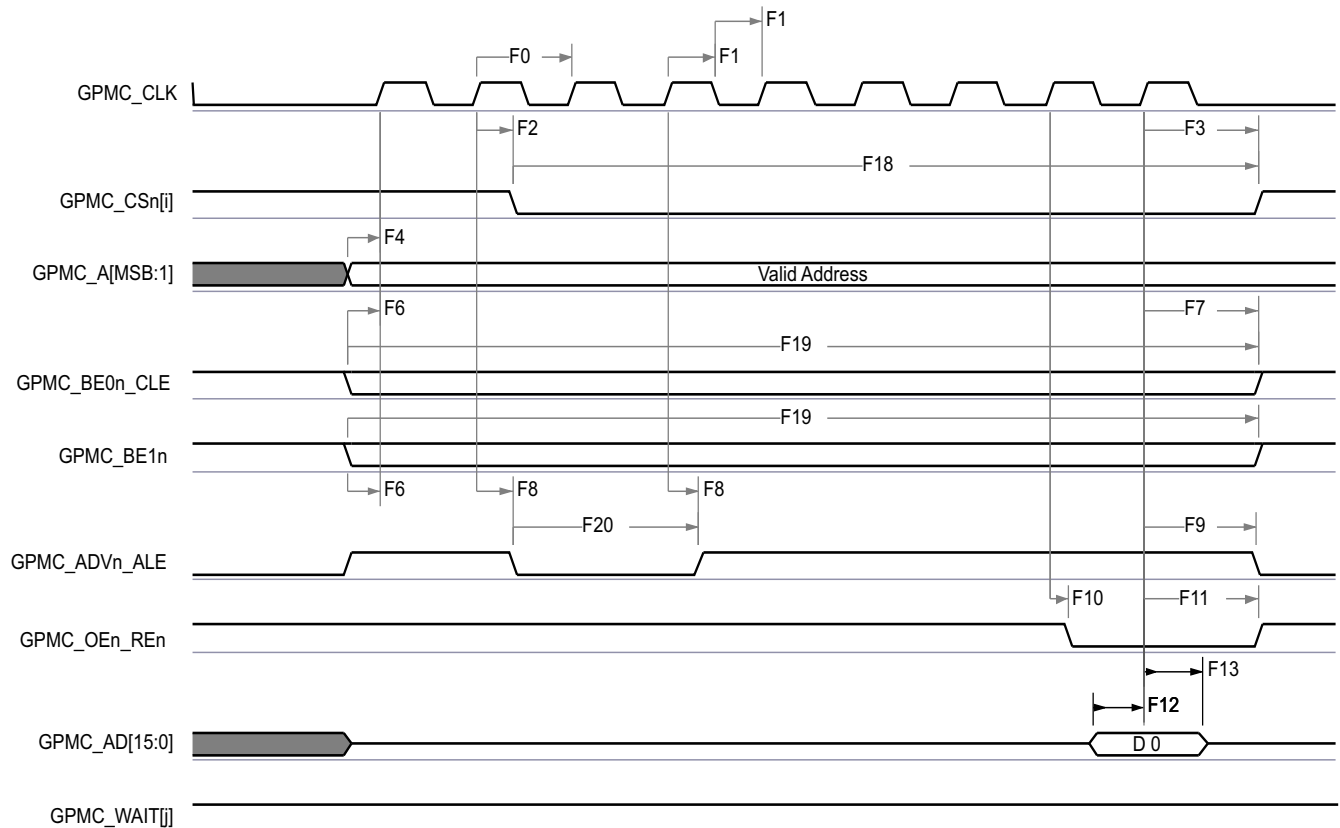 F1
F0
F1
GPMC_CLK
F2
F3
F18
GPMC_CSn[i]
F4
GPMC_A[MSB:1]
Valid Address
F6
F7
F19
GPMC_BE0n_CLE
F19
GPMC_BE1n
F6
F8
F8
F20
F9
GPMC_ADVn_ALE
F10
F11
GPMC_OEn_REn
F13
F12
GPMC_AD[15:0]
D 0
GPMC_WAIT[j]